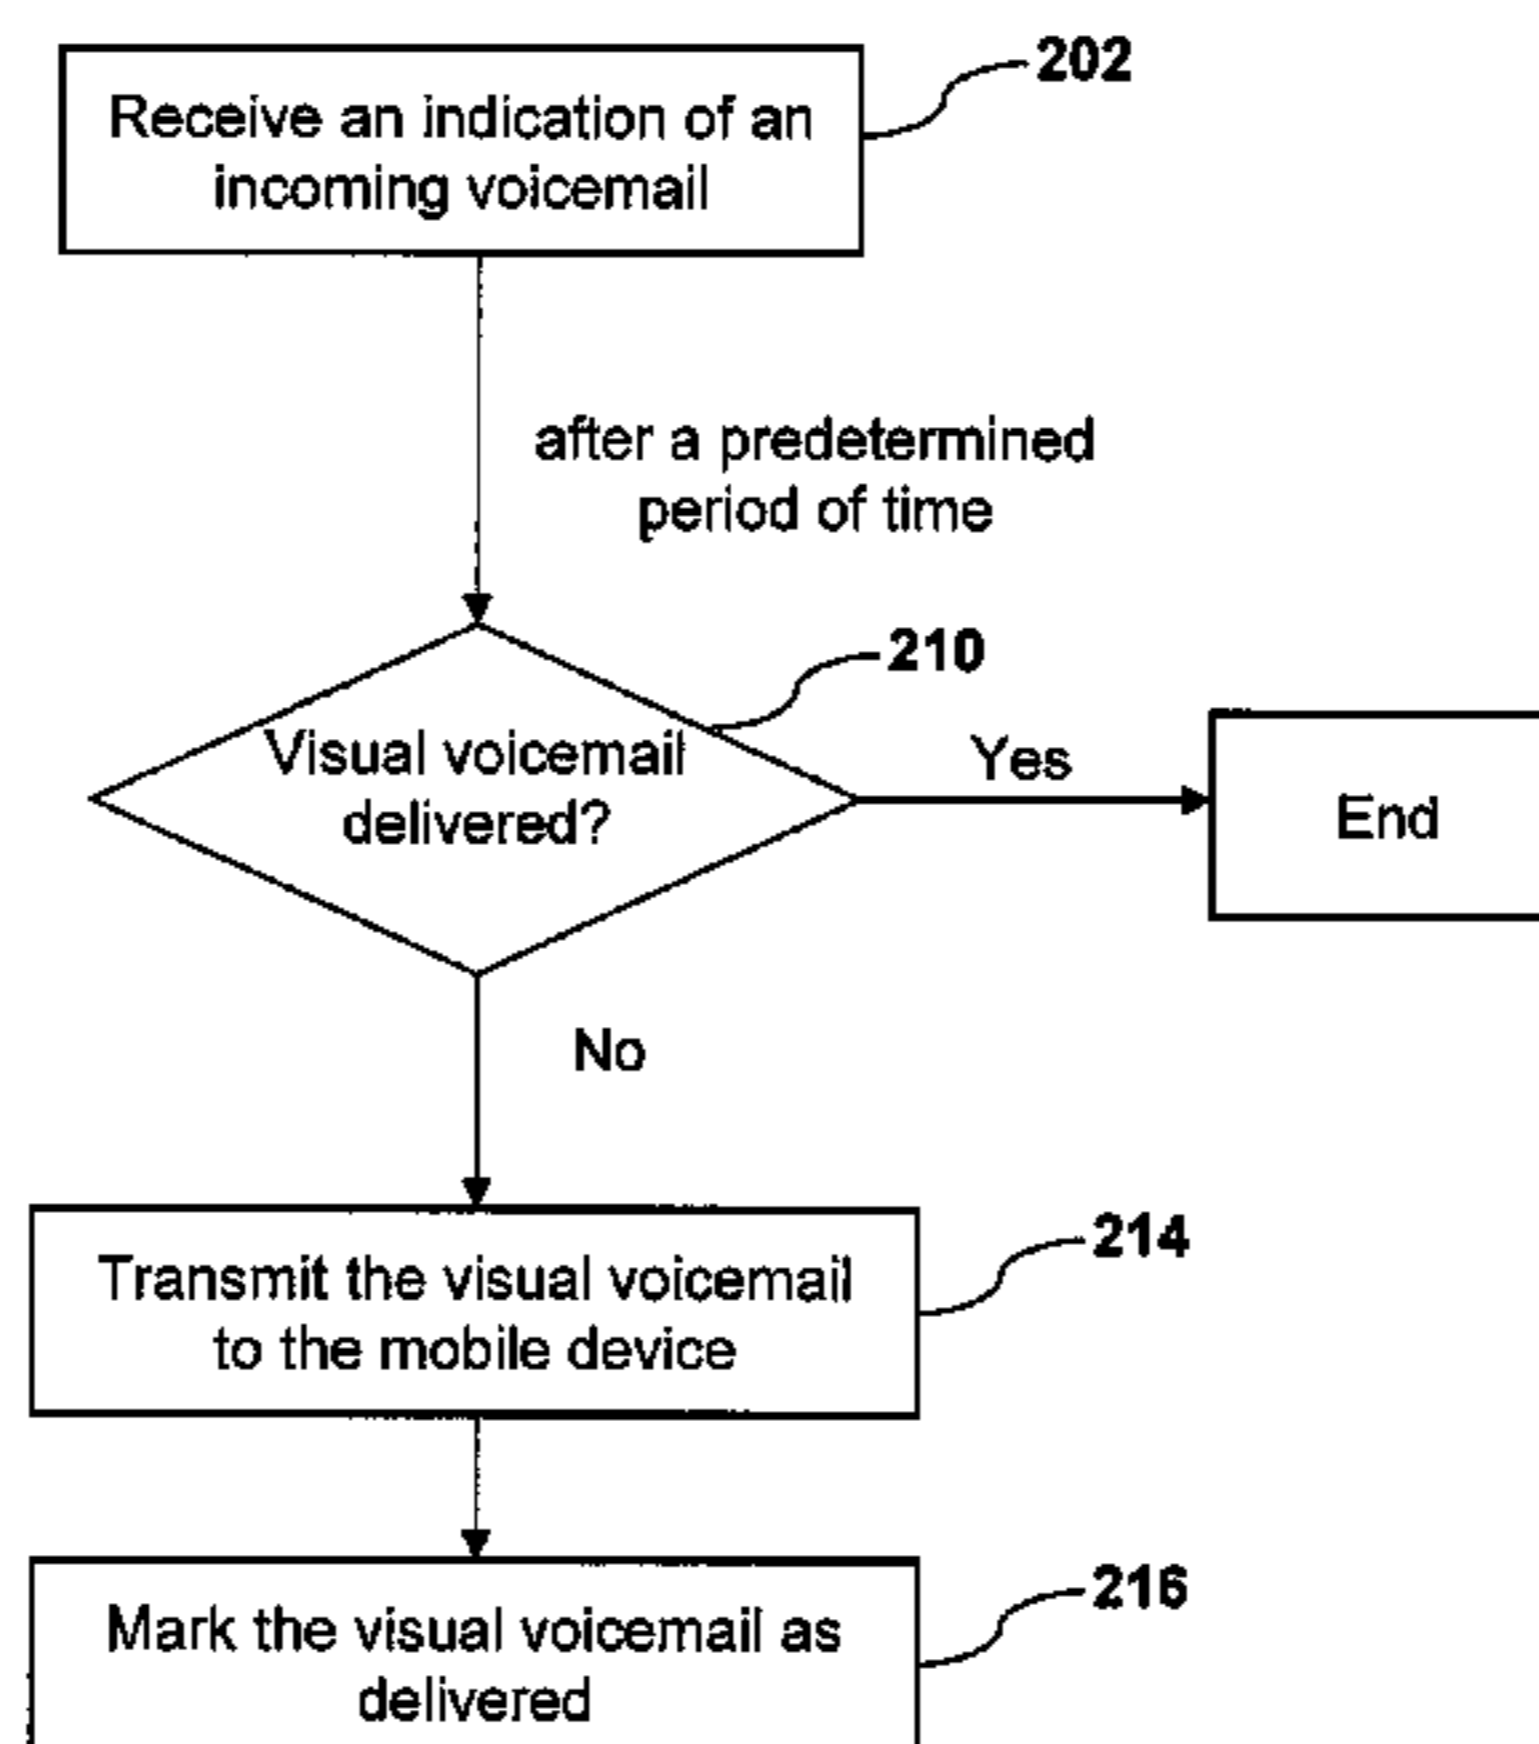 202
Receive an indication of an
incoming voicemail
after a predetermined
period of time
210
Visual voicemail
delivered?
Yes
End
No
214
Transmit the visual voicemail
to the mobile device
216
Mark the visual voicemail as
delivered